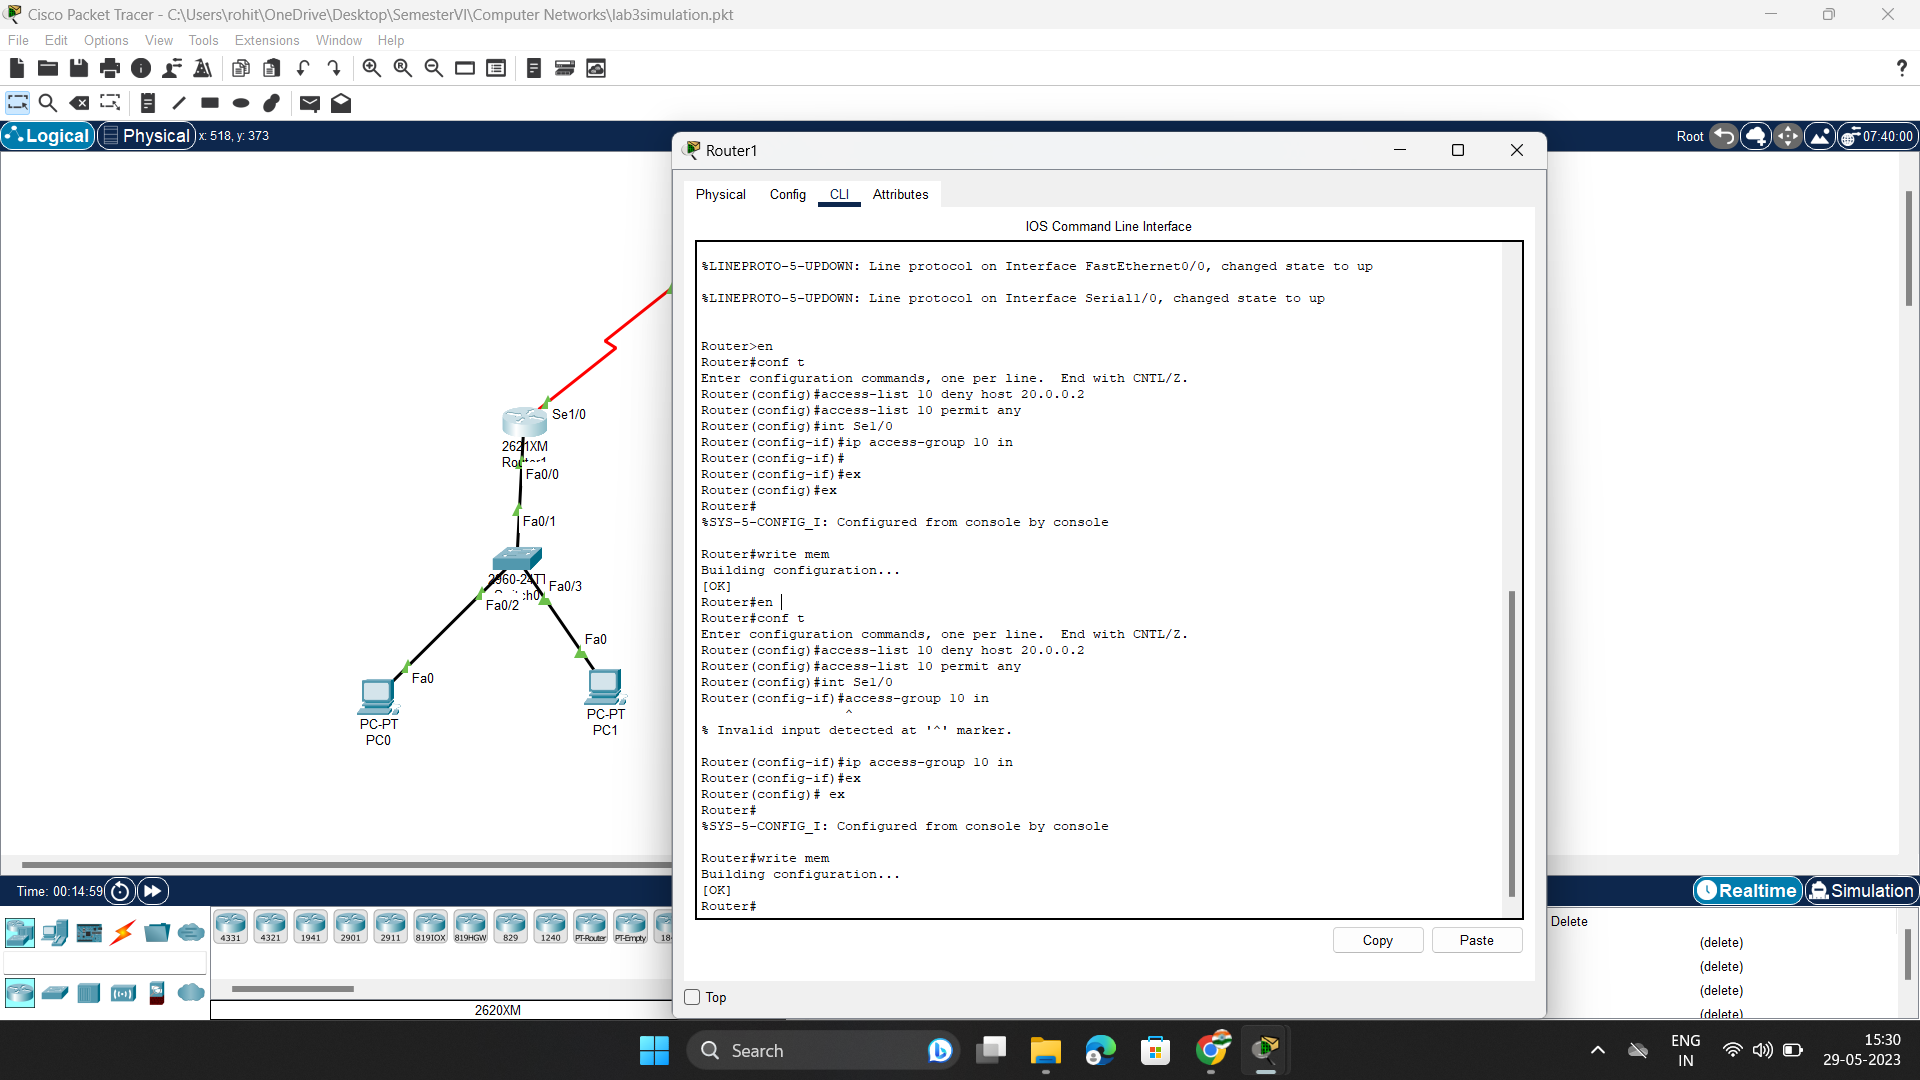 Cisco Packet Tracer - C:\Users\rohit\OneDrive\Desktop\SemesterVI\Computer Networks\lab3simulation.pkt
File Edit Options View Tools Extensions Window Help
Logical Physical x: 518, y: 373
Root 07:40:00
Router1
Physical Config CLI Attributes
IOS Command Line Interface
%LINEPROTO-5-UPDOWN: Line protocol on Interface FastEthernet0/0, changed state to up
%LINEPROTO-5-UPDOWN: Line protocol on Interface Serial1/0, changed state to up
Router>en
Router#conf t
Enter configuration commands, one per line.  End with CNTL/Z.
Router(config)#access-list 10 deny host 20.0.0.2
Router(config)#access-list 10 permit any
Router(config)#int Se1/0
Router(config-if)#ip access-group 10 in
Router(config-if)#
Router(config-if)#ex
Router(config)#ex
Router#
%SYS-5-CONFIG_I: Configured from console by console
Router#write mem
Building configuration...
[OK]
Router#en
Router#conf t
Enter configuration commands, one per line.  End with CNTL/Z.
Router(config)#access-list 10 deny host 20.0.0.2
Router(config)#access-list 10 permit any
Router(config)#int Se1/0
Router(config-if)#access-group 10 in
^
% Invalid input detected at '^' marker.
Router(config-if)#ip access-group 10 in
Router(config-if)#ex
Router(config)# ex
Router#
%SYS-5-CONFIG_I: Configured from console by console
Router#write mem
Building configuration...
[OK]
Router#
Copy Paste
Top
Se1/0
2621XM
Router1
Fa0/0
Fa0/1
2960-24TT
Fa0/3
Fa0/2
Fa0
Fa0
PC-PT
PC0
PC-PT
PC1
Time: 00:14:59
Realtime Simulation
4331 4321 1941 2901 2911 819IOX 819HGW 829 1240 PT-Router PT-Empty 18
2620XM
Delete
(delete)
(delete)
(delete)
(delete)
Search
ENG
IN
15:30
29-05-2023